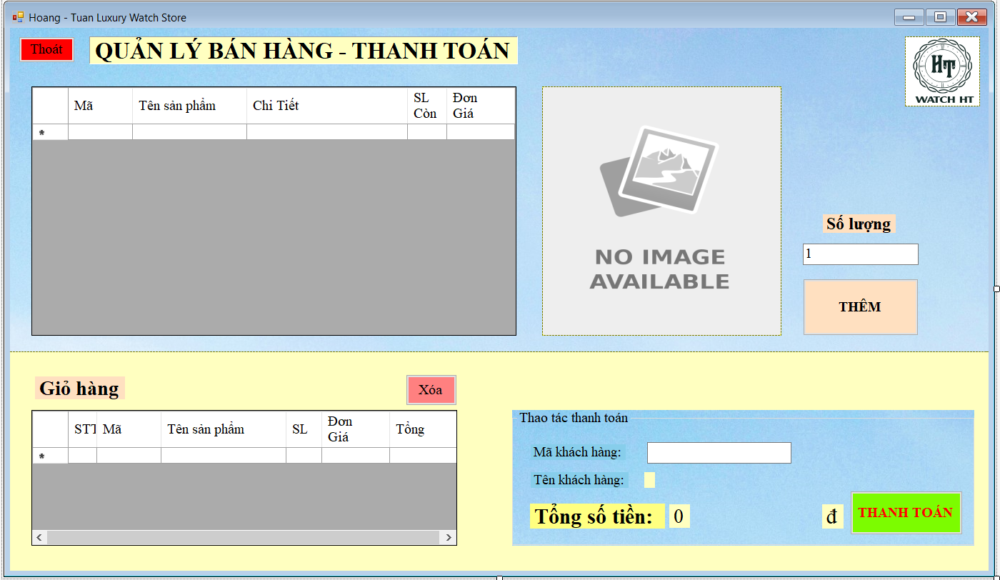 Hoang - Tuan Luxury Watch Store
Thoát
QUẢN LÝ BÁN HÀNG - THANH TOÁN
HT
WATCH HT
Mã
Tên sản phẩm
Chi Tiết
SL Còn
Đơn Giá
*
NO IMAGE
AVAILABLE
Số lượng
1
THÊM
Giỏ hàng
Xóa
STT
Mã
Tên sản phẩm
SL
Đơn Giá
Tổng
*
Thao tác thanh toán
Mã khách hàng:
Tên khách hàng:
Tổng số tiền:
0
đ
THANH TOÁN